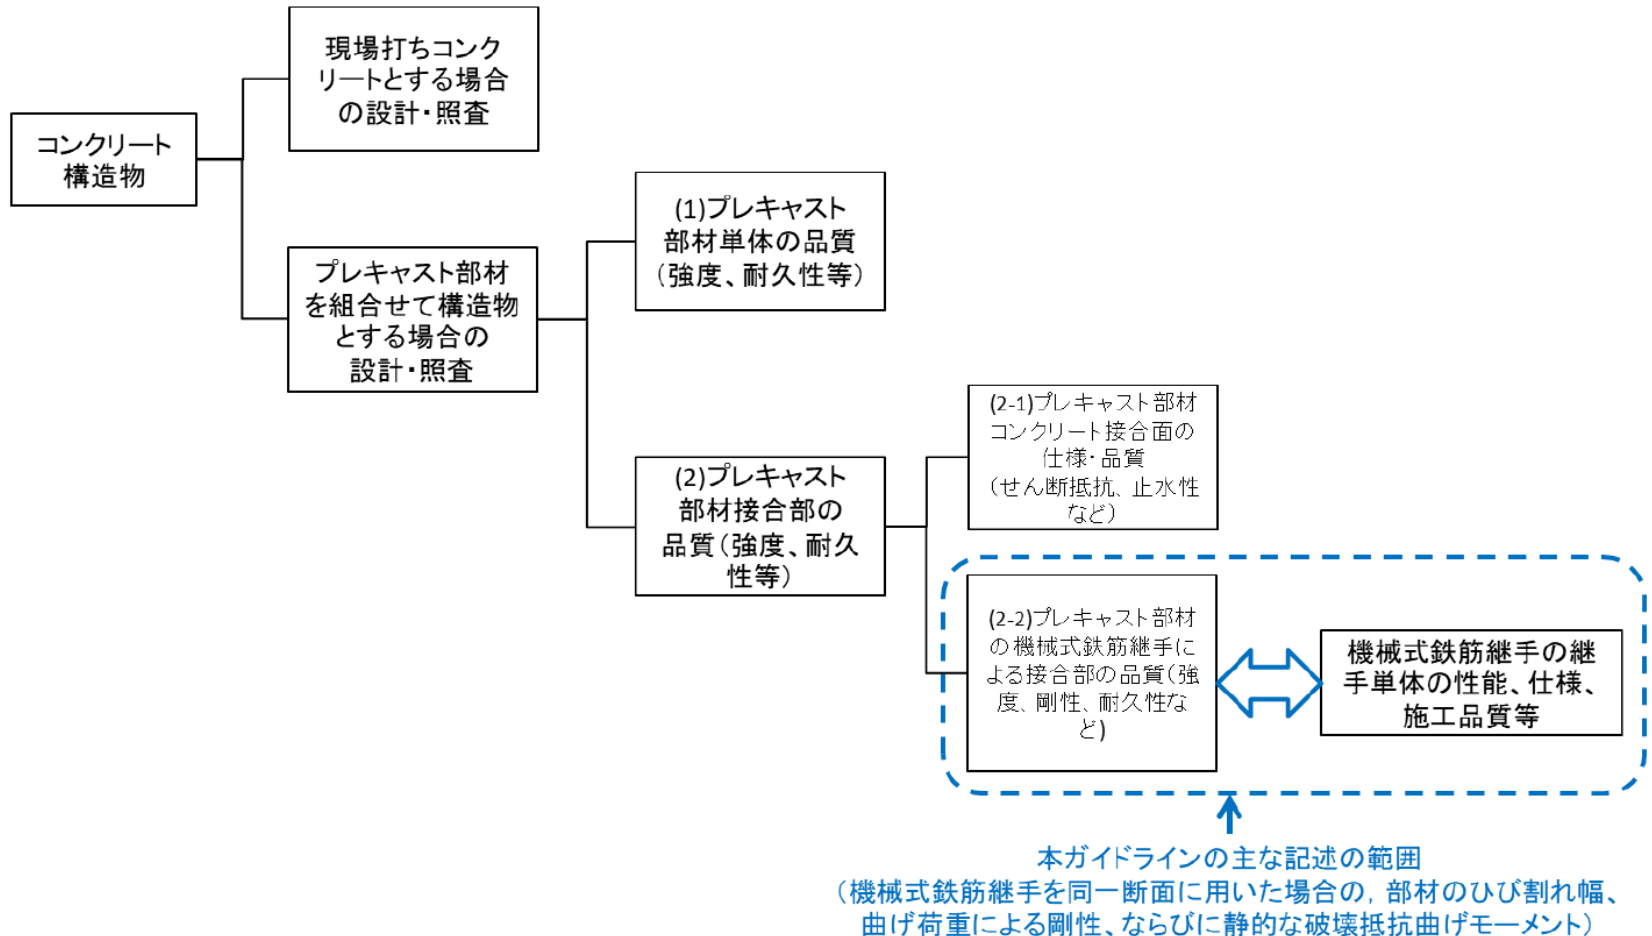 現場打ちコンク
リートとする場合
の設計・照査
コンクリート
構造物
(1)プレキャスト
部材単体の品質
（強度、耐久性等）
プレキャスト部材
を組合せて構造物
とする場合の
設計・照査
(2-1)プレキャスト部材
コンクリート接合面の
仕様・品質
（せん断抵抗、止水性
など）
(2)プレキャスト
部材接合部の
品質（強度、耐久
性等）
(2-2)プレキャスト部材
の機械式鉄筋継手に
よる接合部の品質（強
度、剛性、耐久性な
ど)
機械式鉄筋継手の継
手単体の性能、仕様、
施工品質等
本ガイドラインの主な記述の範囲
（機械式鉄筋継手を同一断面に用いた場合の，部材のひび割れ幅、
曲げ荷重による剛性、ならびに静的な破壊抵抗曲げモーメント）